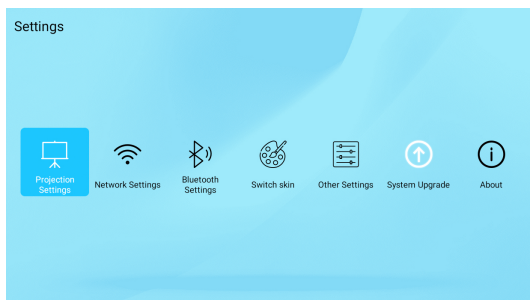 Settings
Projection
Settings
Network Settings
Bluetooth
Settings
Switch skin
Other Settings
System Upgrade
About